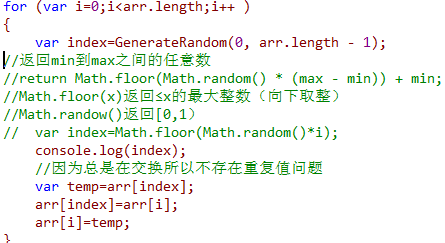 for (var i=0;i<arr.length;i++ )
{
var index=GenerateRandom(0, arr.length - 1);
//返回min到max之间的任意数
//return Math.floor(Math.random() * (max - min)) + min;
//Math.floor(x)返回≤x的最大整数（向下取整）
//Math.randow()返回[0,1）
// var index=Math.floor(Math.random()*i);
console.log(index);
//因为总是在交换所以不存在重复值问题
var temp=arr[index];
arr[index]=arr[i];
arr[i]=temp;
}